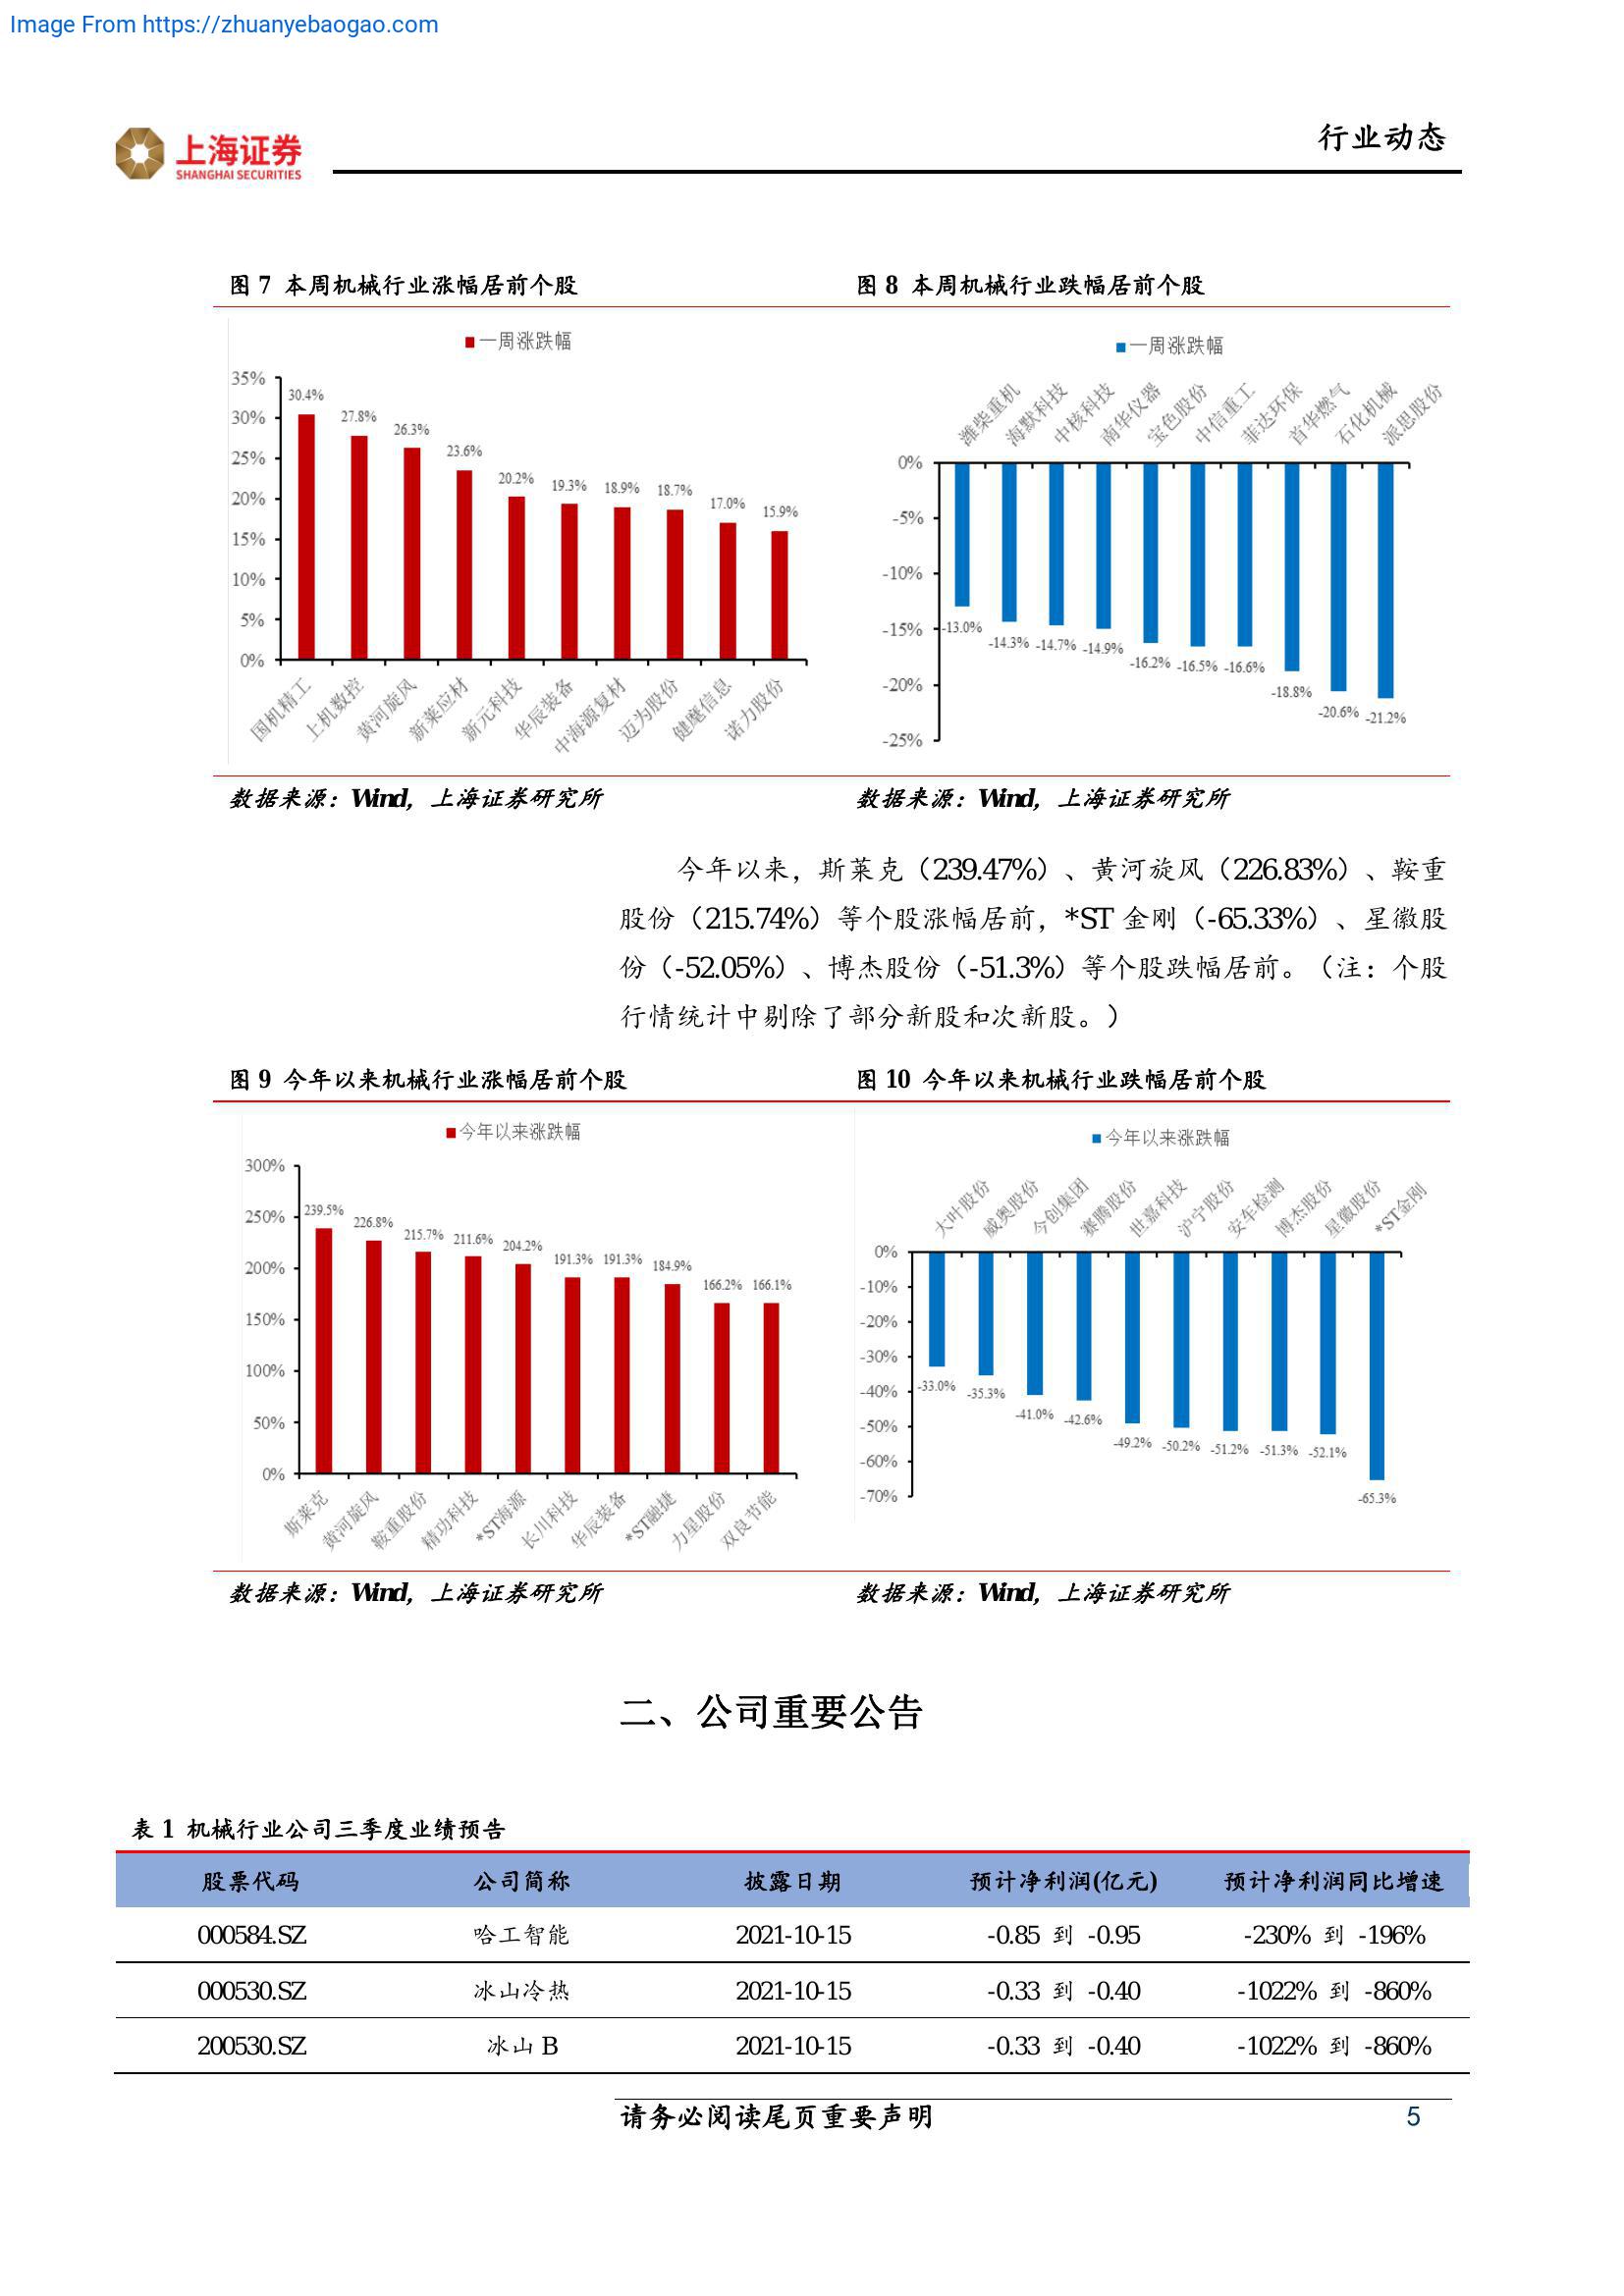 Image From https://zhuanyebaogao.com
上海证券
SHANGHAI SECURITIES
行业动态
图 7 本周机械行业涨幅居前个股
■一周涨跌幅
35%
30%
25%
20%
15%
10%
5%
0%
30.4%
27.8%
26.3%
23.6%
20.2%
19.3%
18.9%
18.7%
17.0%
15.9%
国机精工
上机数控
黄河旋风
新莱应材
新元科技
华辰装备
中海源复材
迈为股份
健麾信息
诺力股份
数据来源：Wind，上海证券研究所
图 8 本周机械行业跌幅居前个股
■一周涨跌幅
潍柴重机
海默科技
中核科技
南华仪器
宝色股份
中信重工
菲达环保
首华燃气
石化机械
派思股份
0%
-5%
-10%
-15%
-20%
-25%
-13.0%
-14.3%
-14.7%
-14.9%
-16.2%
-16.5%
-16.6%
-18.8%
-20.6%
-21.2%
数据来源：Wind，上海证券研究所
今年以来，斯莱克（239.47%）、黄河旋风（226.83%）、鞍重
股份（215.74%）等个股涨幅居前，*ST 金刚（-65.33%）、星徽股
份（-52.05%）、博杰股份（-51.3%）等个股跌幅居前。（注：个股
行情统计中剔除了部分新股和次新股。）
图 9 今年以来机械行业涨幅居前个股
■今年以来涨跌幅
300%
250%
200%
150%
100%
50%
0%
239.5%
226.8%
215.7%
211.6%
204.2%
191.3%
191.3%
184.9%
166.2%
166.1%
斯莱克
黄河旋风
鞍重股份
精功科技
*ST海源
长川科技
华辰装备
*ST融捷
力星股份
双良节能
数据来源：Wind，上海证券研究所
图 10 今年以来机械行业跌幅居前个股
■今年以来涨跌幅
大叶股份
威奥股份
今创集团
赛腾股份
世嘉科技
沪宁股份
安车检测
博杰股份
星徽股份
*ST金刚
0%
-10%
-20%
-30%
-40%
-50%
-60%
-70%
-33.0%
-35.3%
-41.0%
-42.6%
-49.2%
-50.2%
-51.2%
-51.3%
-52.1%
-65.3%
数据来源：Wind，上海证券研究所
二、公司重要公告
表 1 机械行业公司三季度业绩预告
股票代码 公司简称 披露日期 预计净利润(亿元) 预计净利润同比增速
000584.SZ 哈工智能 2021-10-15 -0.85 到 -0.95 -230% 到 -196%
000530.SZ 冰山冷热 2021-10-15 -0.33 到 -0.40 -1022% 到 -860%
200530.SZ 冰山 B 2021-10-15 -0.33 到 -0.40 -1022% 到 -860%
请务必阅读尾页重要声明
5